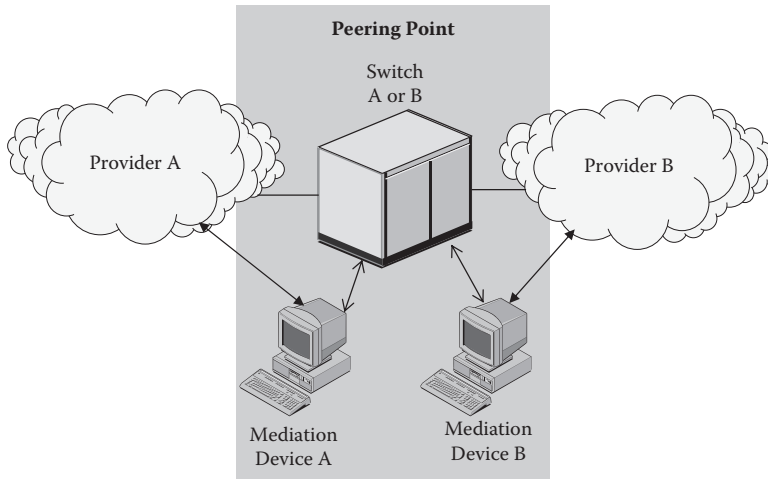 Peering Point
Switch
A or B
Provider A
Provider B
Mediation
Device A
Mediation
Device B